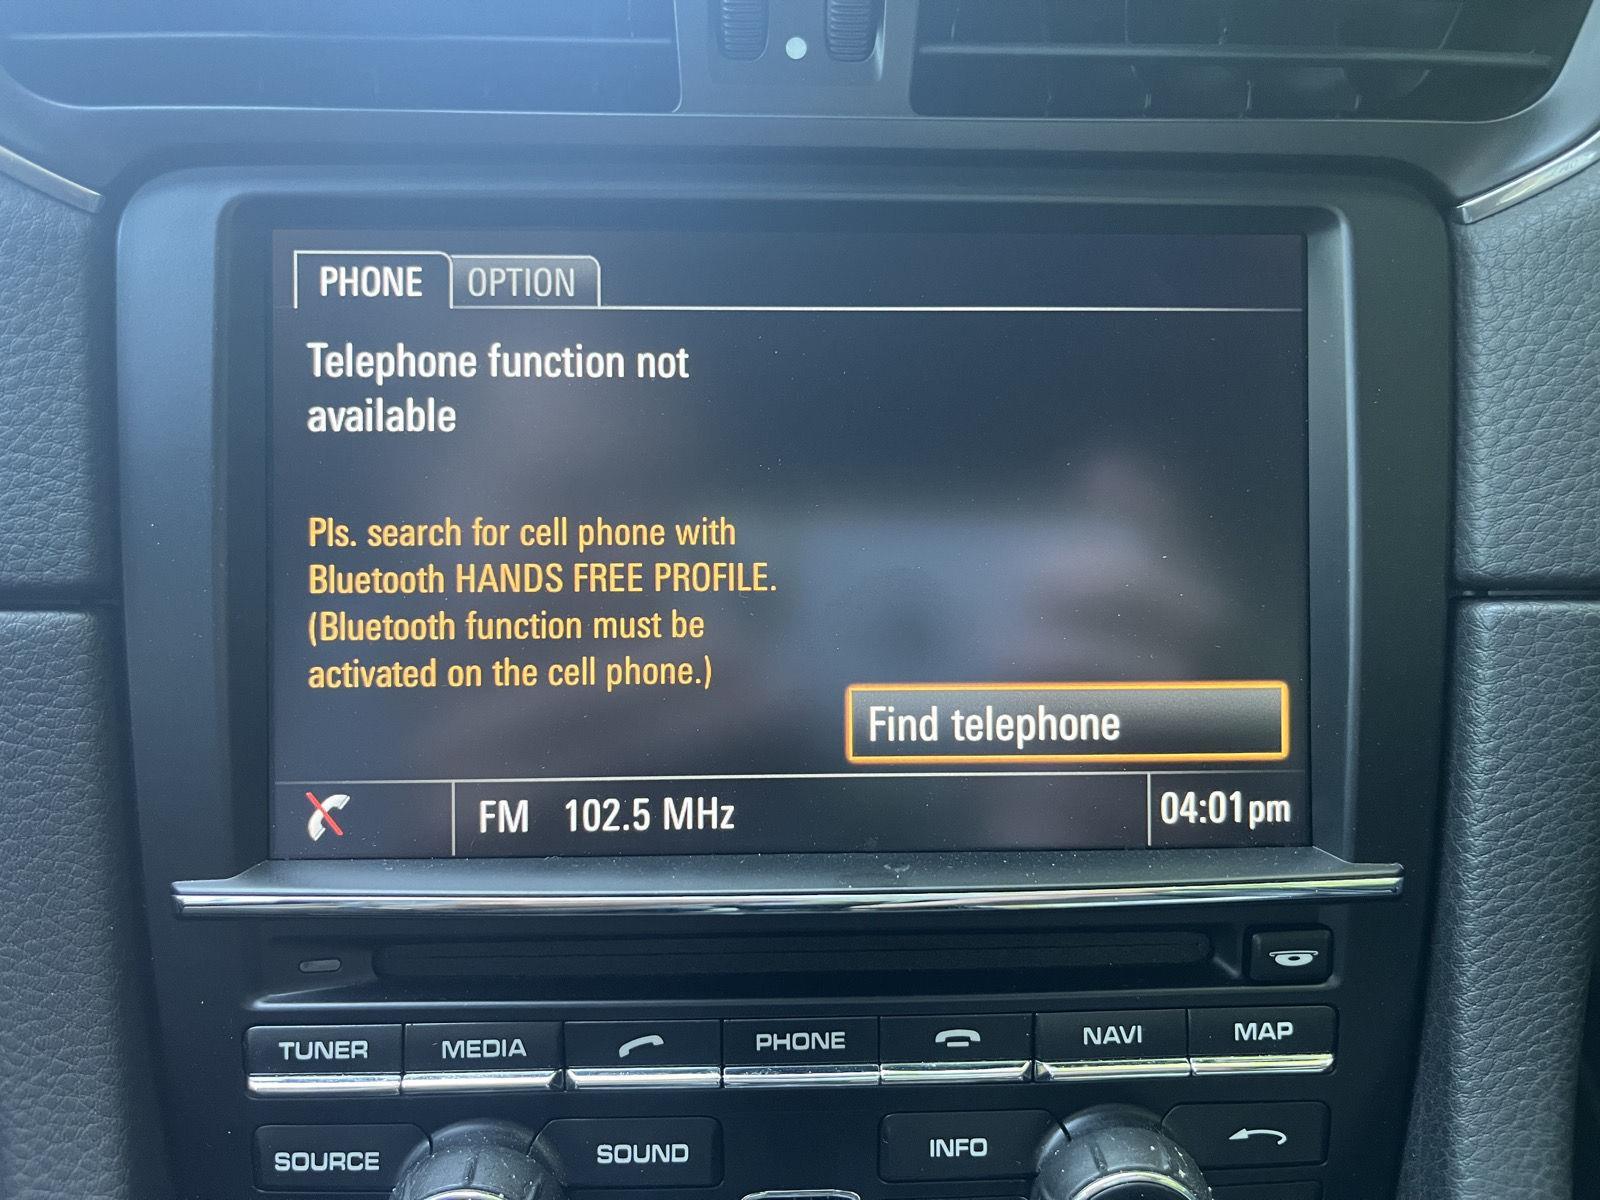 PHONE OPTION
Telephone function not
available
Pls. search for cell phone with
Bluetooth HANDS FREE PROFILE.
(Bluetooth function must be
activated on the cell phone.)
Find telephone
FM 102.5 MHz 04:01pm
TUNER MEDIA PHONE NAVI MAP
SOURCE SOUND INFO